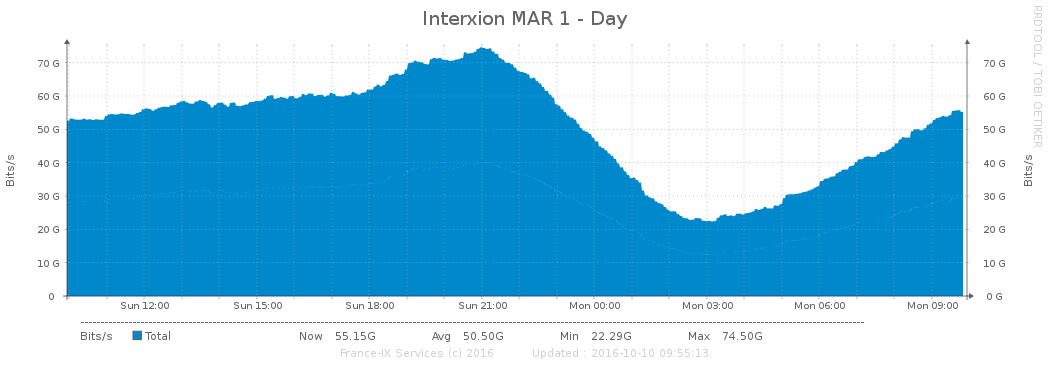 Interxion MAR 1 - Day
RRDTOOL / TOBI OETIKER
Bits/s
70 G
60 G
50 G
40 G
30 G
20 G
10 G
0
70 G
60 G
50 G
40 G
30 G
20 G
10 G
0 G
Bits/s
Sun 12:00 Sun 15:00 Sun 18:00 Sun 21:00 Mon 00:00 Mon 03:00 Mon 06:00 Mon 09:00
Bits/s Total Now 55.15G Avg 50.50G Min 22.29G Max 74.50G
France-IX Services (c) 2016 Updated : 2016-10-10 09:55:13